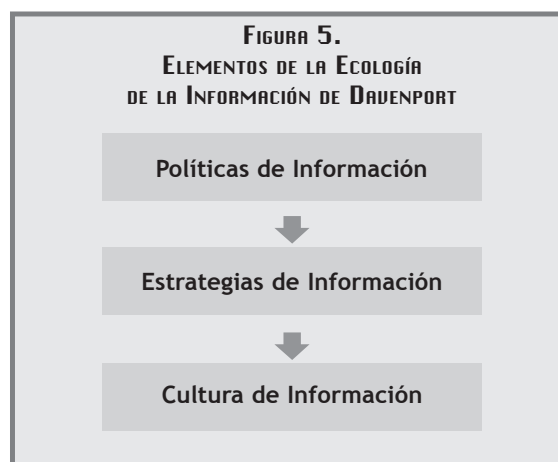 Figura 5.
Elementos de la Ecología
de la Información de Davenport
Políticas de Información
Estrategias de Información
Cultura de Información